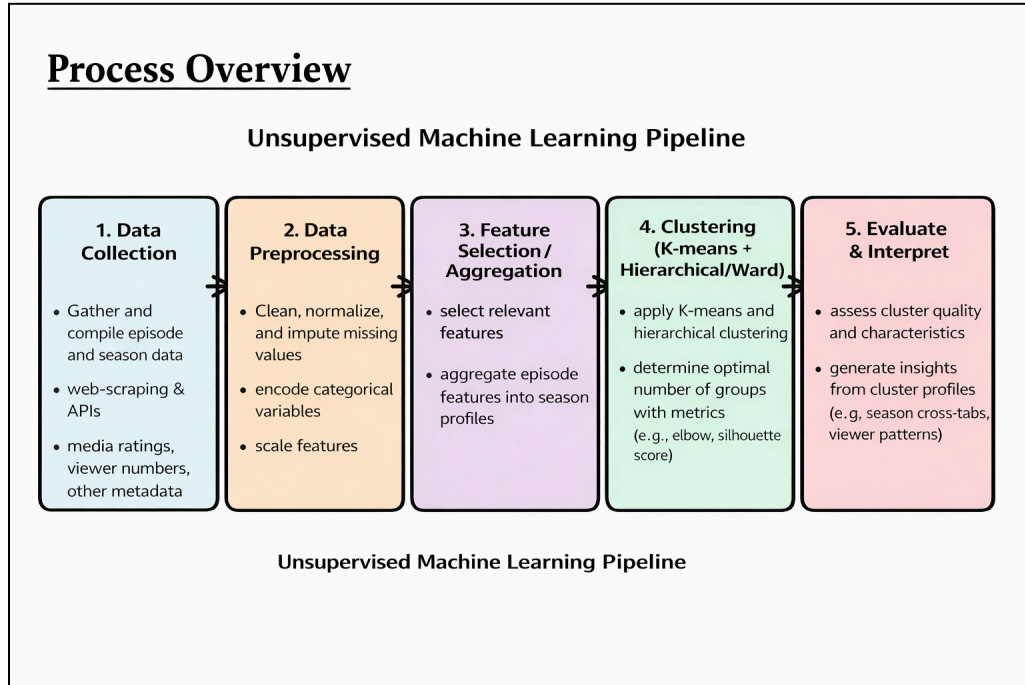 Process Overview
Unsupervised Machine Learning Pipeline
1. Data
Collection
• Gather and
compile episode
and season data
• web-scraping &
APIs
• media ratings,
viewer numbers,
other metadata
2. Data
Preprocessing
• Clean, normalize,
and impute missing
values
• encode categorical
variables
• scale features
3. Feature
Selection /
Aggregation
• select relevant
features
• aggregate episode
features into season
profiles
4. Clustering
(K-means +
Hierarchical/Ward)
• apply K-means and
hierarchical clustering
• determine optimal
number of groups
with metrics
(e.g., elbow, silhouette
score)
5. Evaluate
& Interpret
• assess cluster quality
and characteristics
• generate insights
from cluster profiles
(e.g, season cross-tabs,
viewer patterns)
Unsupervised Machine Learning Pipeline